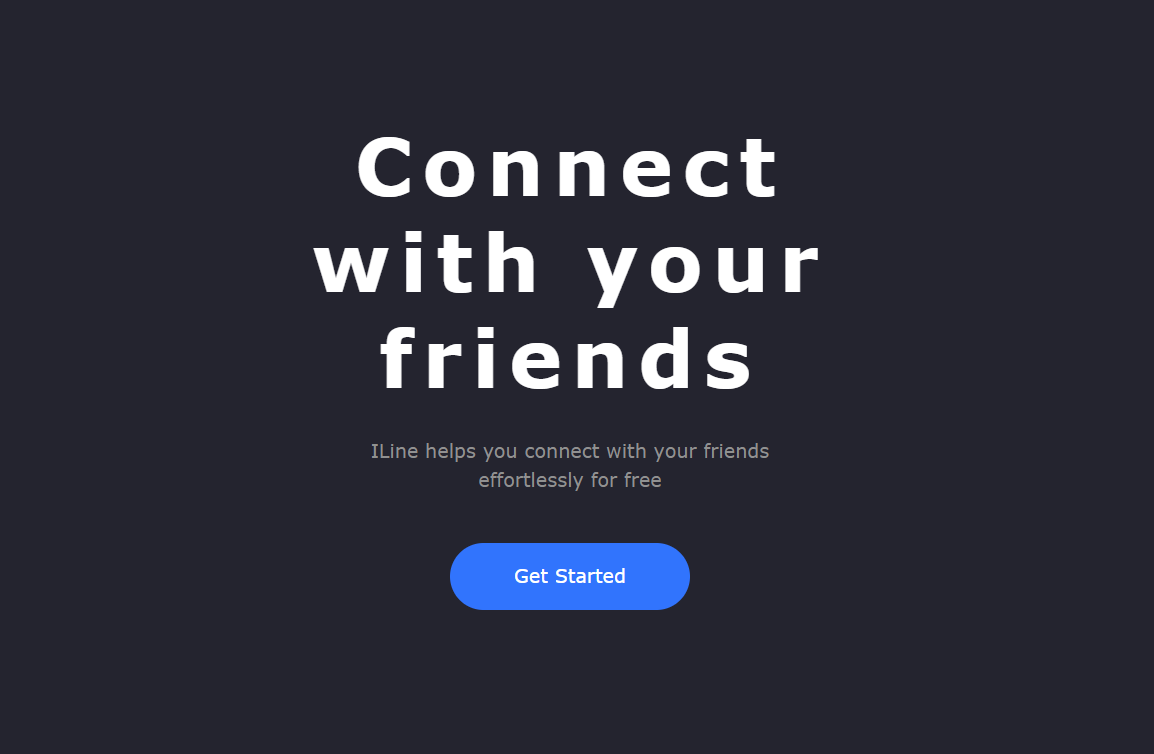 Connect
with your
friends
ILine helps you connect with your friends
effortlessly for free
Get Started